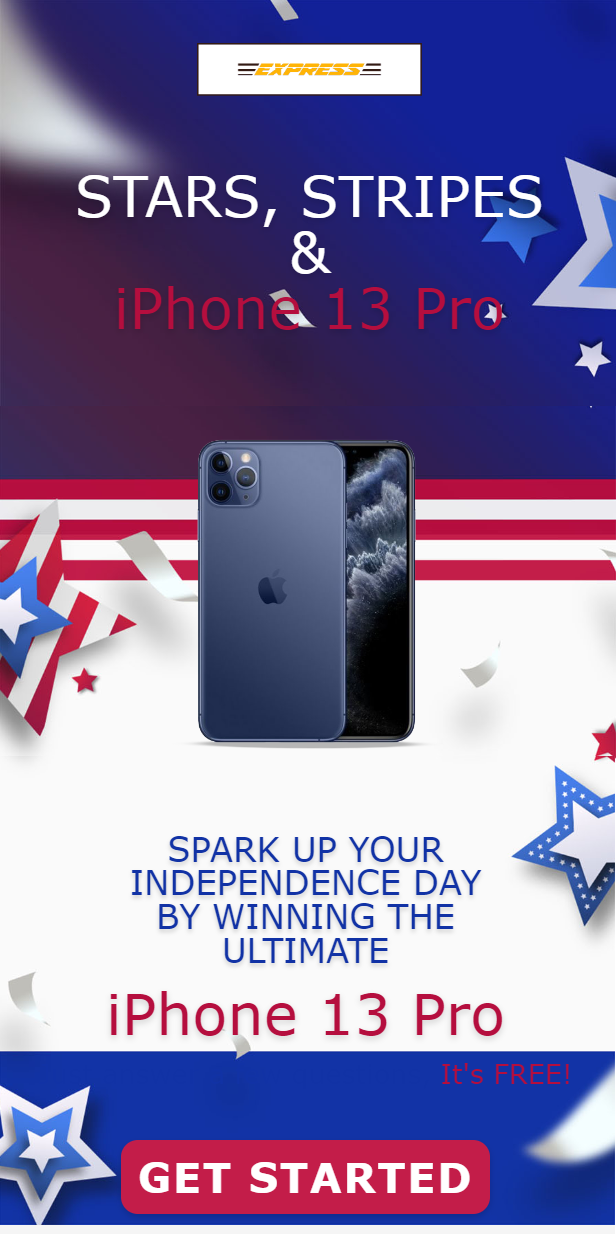 EXPRESS
STARS, STRIPES
&
iPhone 13 Pro
SPARK UP YOUR
INDEPENDENCE DAY
BY WINNING THE
ULTIMATE
iPhone 13 Pro
It's FREE!
GET STARTED